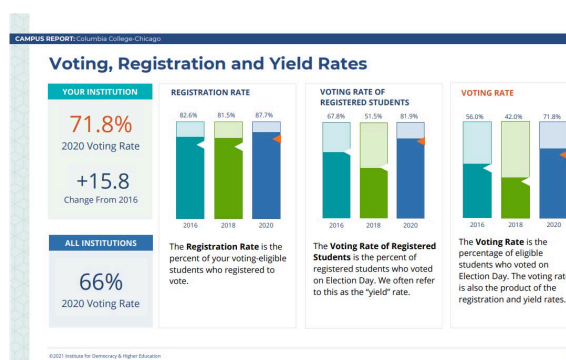 CAMPUS REPORT: Columbia College-Chicago
Voting, Registration and Yield Rates
YOUR INSTITUTION
71.8%
2020 Voting Rate
+15.8
Change From 2016
ALL INSTITUTIONS
66%
2020 Voting Rate
REGISTRATION RATE
82.6% 81.5% 87.7%
2016 2018 2020
The Registration Rate is the
percent of your voting-eligible
students who registered to
vote.
VOTING RATE OF
REGISTERED STUDENTS
67.8% 51.5% 81.9%
2016 2018 2020
The Voting Rate of Registered
Students is the percent of
registered students who voted
on Election Day. We often refer
to this as the "yield" rate.
VOTING RATE
56.0% 42.0% 71.8%
2016 2018 2020
The Voting Rate is the
percentage of eligible
students who voted on
Election Day. The voting rat
is also the product of the
registration and yield rates.
©2021 Institute for Democracy & Higher Education